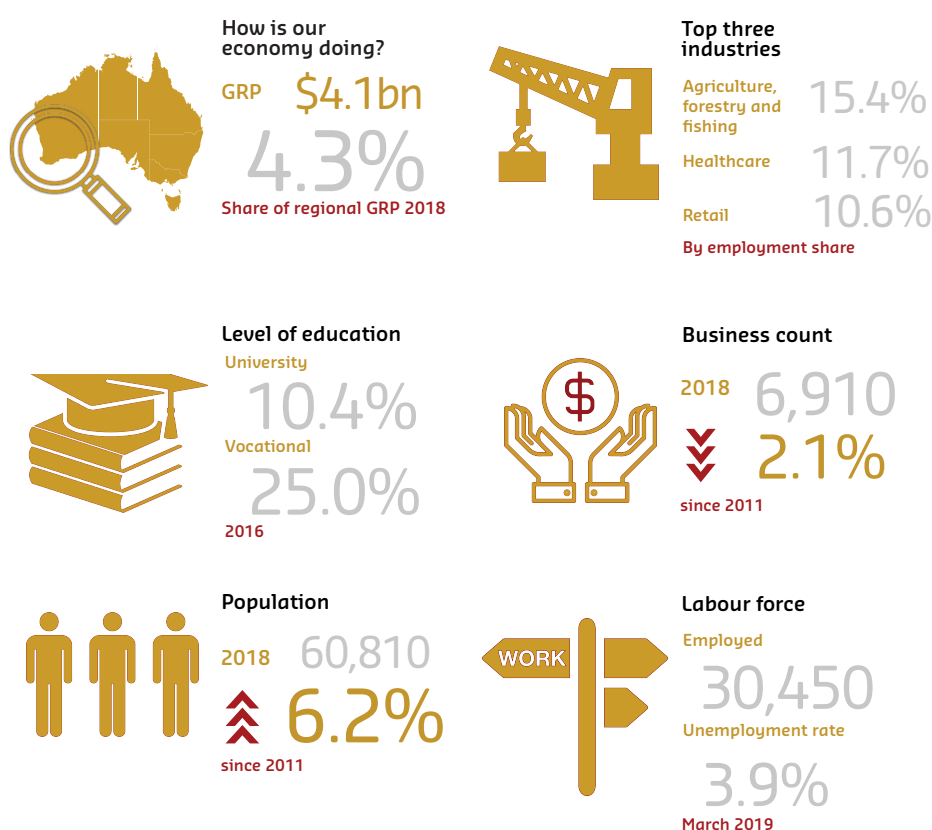 How is our
economy doing?
GRP $4.1bn
4.3%
Share of regional GRP 2018
Top three
industries
Agriculture,
forestry and
fishing
15.4%
Healthcare 11.7%
Retail 10.6%
By employment share
Level of education
University
10.4%
Vocational
25.0%
2016
Business count
$
2018 6,910
2.1%
since 2011
Population
2018 60,810
6.2%
since 2011
Labour force
WORK
Employed
30,450
Unemployment rate
3.9%
March 2019